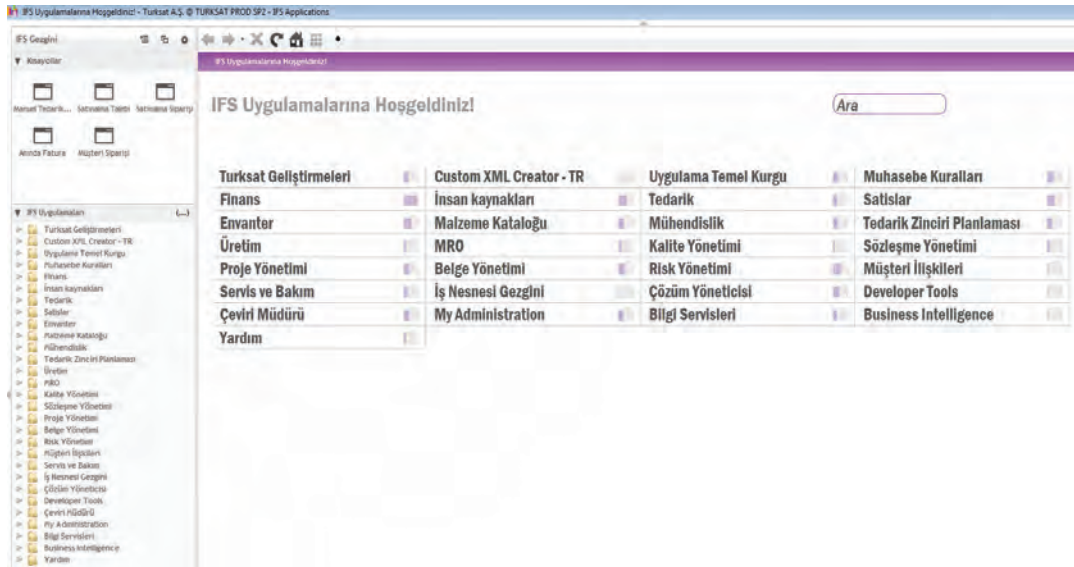 IFS Uygulamalarına Hoşgeldiniz! - Turksat A.Ş. @ TURKSAT PROD SP2 - IFS Applications
IFS Gezgini
Kısayollar
IFS Uygulamalarına Hoşgeldiniz!
Manuel Tedarik... Satınalma Talebi Satınalma Siparişi
Anında Fatura Müşteri Siparişi
IFS Uygulamalarına Hoşgeldiniz!
Ara
Turksat Geliştirmeleri Custom XML Creator - TR Uygulama Temel Kurgu Muhasebe Kuralları
Finans İnsan kaynakları Tedarik Satislar
Envanter Malzeme Kataloğu Mühendislik Tedarik Zinciri Planlaması
Üretim MRO Kalite Yönetimi Sözleşme Yönetimi
Proje Yönetimi Belge Yönetimi Risk Yönetimi Müşteri İlişkileri
Servis ve Bakım İş Nesnesi Gezgini Çözüm Yöneticisi Developer Tools
Çeviri Müdürü My Administration Bilgi Servisleri Business Intelligence
Yardım
IFS Uygulamaları (...)
Turksat Geliştirmeleri
Custom XML Creator - TR
Uygulama Temel Kurgu
Muhasebe Kuralları
Finans
İnsan kaynakları
Tedarik
Satislar
Envanter
Malzeme Kataloğu
Mühendislik
Tedarik Zinciri Planlaması
Üretim
MRO
Kalite Yönetimi
Sözleşme Yönetimi
Proje Yönetimi
Belge Yönetimi
Risk Yönetimi
Müşteri İlişkileri
Servis ve Bakım
İş Nesnesi Gezgini
Çözüm Yöneticisi
Developer Tools
Çeviri Müdürü
My Administration
Bilgi Servisleri
Business Intelligence
Yardım